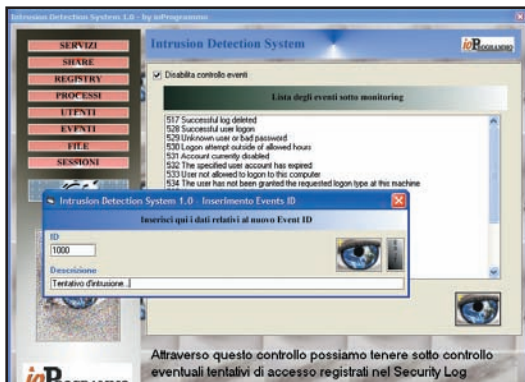 Intrusion Detection System 1.0 - by ioProgrammo
SERVIZI
SHARE
REGISTRY
PROCESSI
UTENTI
EVENTI
FILE
SESSIONI
Intrusion Detection System
ioProgrammo
Disabilita controllo eventi
Lista degli eventi sotto monitoring
517 Successful log deleted
528 Successful user logon
529 Unknown user or bad password
530 Logon attempt outside of allowed hours
531 Account currently disabled
532 The specified user account has expired
533 User not allowed to logon to this computer
534 The user has not been granted the requested logon type at this machine
Intrusion Detection System 1.0 - Inserimento Events ID
Inserisci qui i dati relativi al nuovo Event ID
ID
1000
Descrizione
Tentativo d'intrusione...
Attraverso questo controllo possiamo tenere sotto controllo
eventuali tentativi di accesso registrati nel Security Log
ioProgrammo